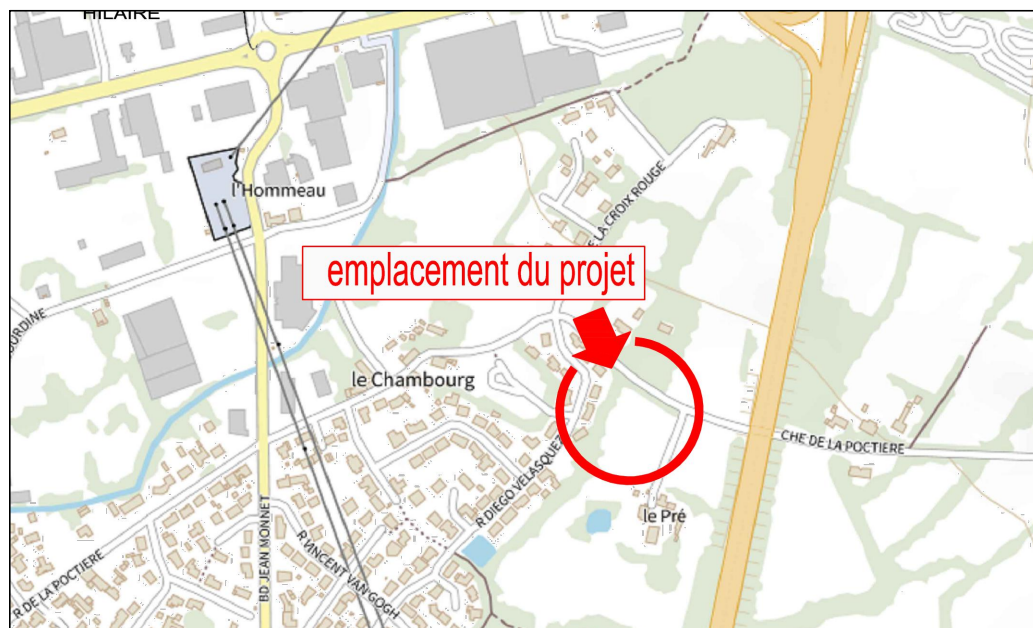 HILAIRE
l'Hommeau
DE LA CROIX ROUGE
emplacement du projet
le Chambourg
CHE DE LA POCTIERE
R DIEGO VELASQUEZ
le Pré
BD JEAN MONNET
R VINCENT VAN GOGH
R DE LA POCTIERE